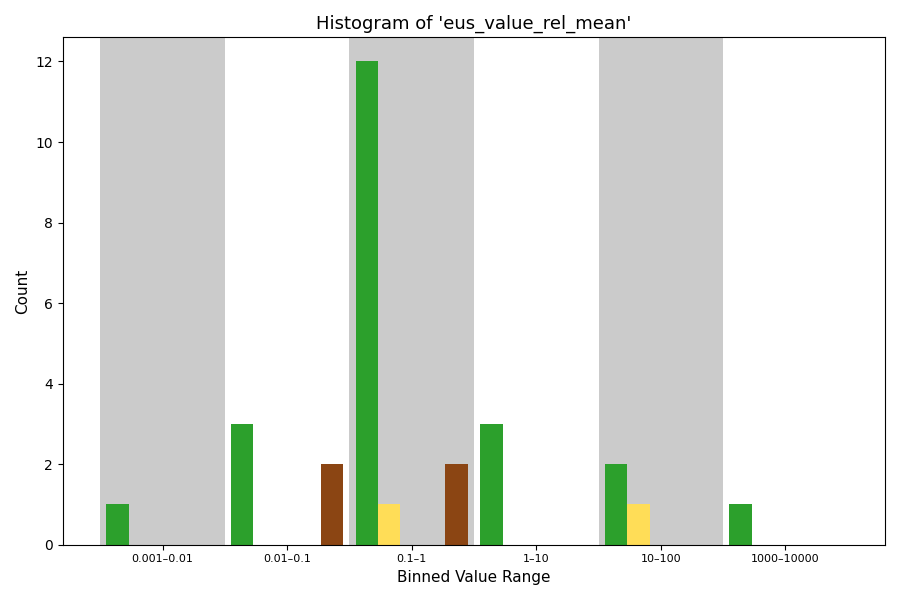 Histogram of 'eus_value_rel_mean'
Count
12
10
8
6
4
2
0
0.001–0.01 0.01–0.1 0.1–1 1–10 10–100 1000–10000
Binned Value Range